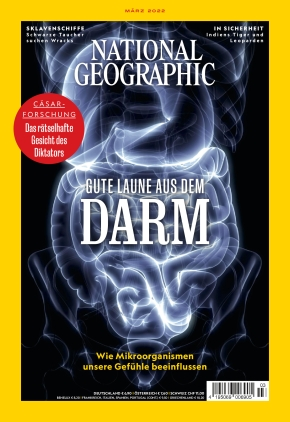 MÄRZ 2022
SKLAVENSCHIFFE
Schwarze Taucher
suchen Wracks
IN SICHERHEIT
Indiens Tiger und
Leoparden
NATIONAL
GEOGRAPHIC
CÄSAR-
FORSCHUNG
Das rätselhafte
Gesicht des
Diktators
GUTE LAUNE AUS DEM
DARM
Wie Mikroorganismen
unsere Gefühle beeinflussen
03